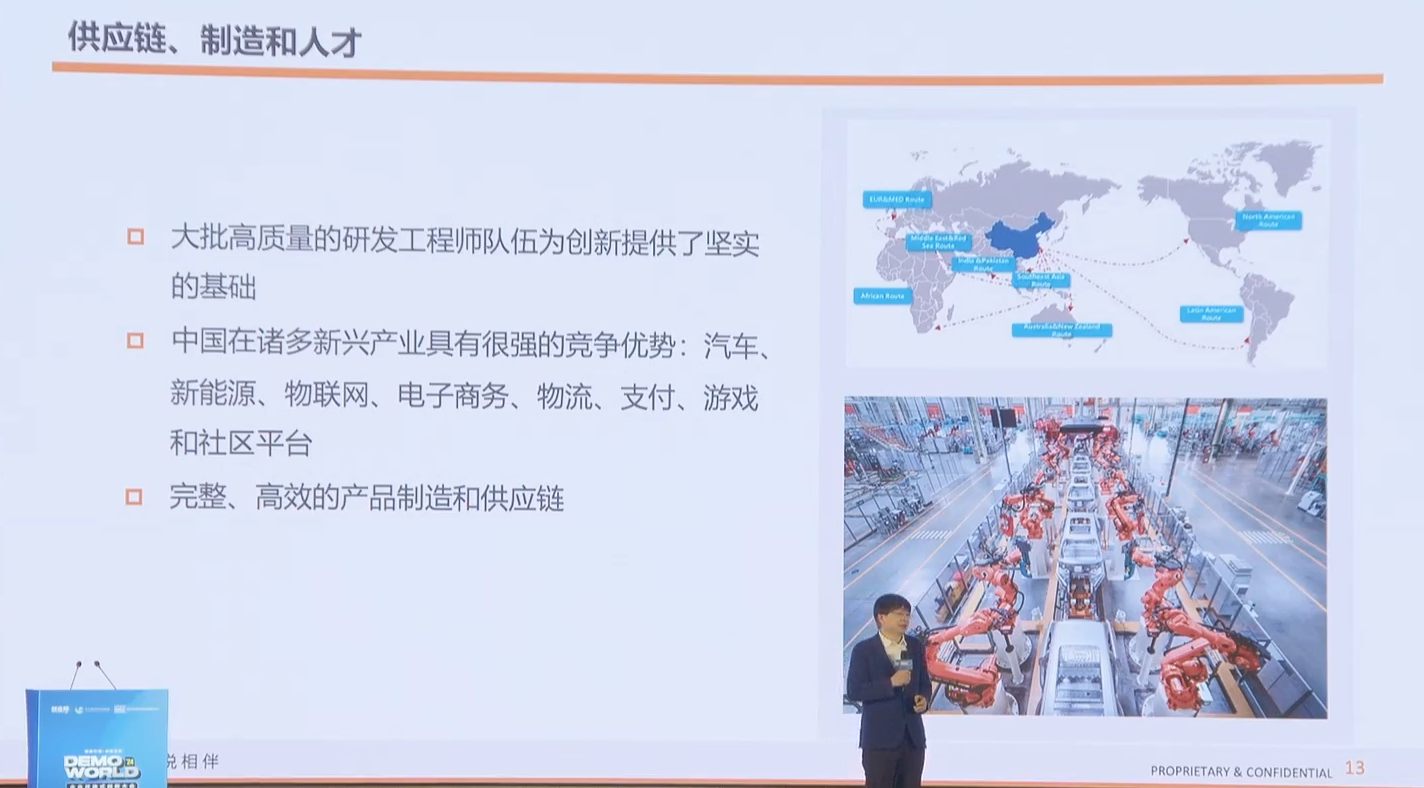 供应链、制造和人才
大批高质量的研发工程师队伍为创新提供了坚实
的基础
中国在诸多新兴产业具有很强的竞争优势：汽车、
新能源、物联网、电子商务、物流、支付、游戏
和社区平台
完整、高效的产品制造和供应链
EUR&MED Route
Middle East&Red
Sea Route
India &Pakistan
Route
Southeast Asia
Route
African Route
Australia&New Zealand
Route
North American
Route
Latin American
Route
DEMO '24
WORLD
悦相伴
PROPRIETARY & CONFIDENTIAL 13